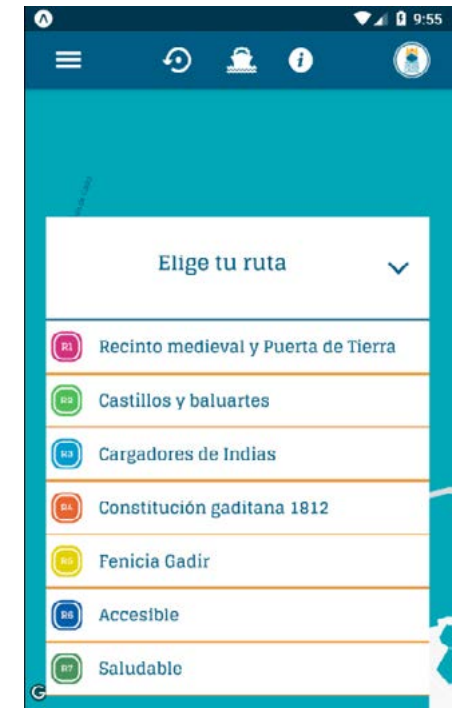 9:55
Elige tu ruta
R1 Recinto medieval y Puerta de Tierra
R2 Castillos y baluartes
R3 Cargadores de Indias
R4 Constitución gaditana 1812
R5 Fenicia Gadir
R6 Accesible
R7 Saludable
G